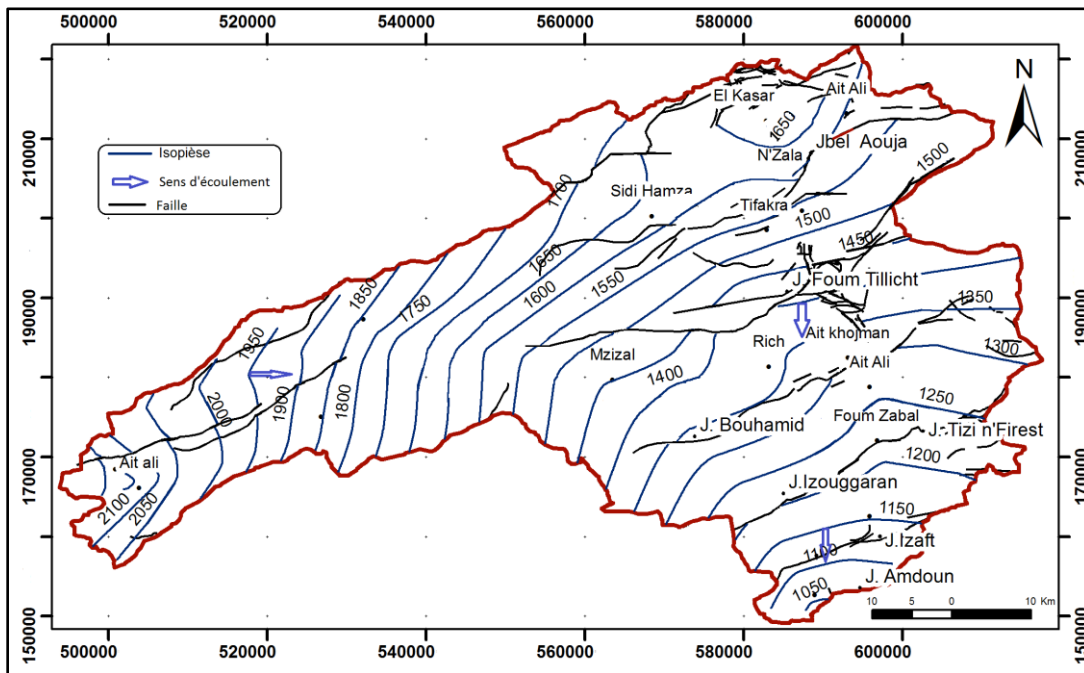 500000 520000 540000 560000 580000 600000
N
El Kasar
Ait Ali
1650
Jbel Aouja
N'Zala
210000
210000
Isopièse
Sens d'écoulement
Faille
1500
1700
Sidi Hamza
Tifakra
1500
1450
1650
1600
1550
J. Foum Tillicht
1850
1750
190000
190000
1350
1950
Rich
Ait khojman
1300
Mzizal
Ait Ali
1400
2000
1900
1800
1250
Foum Zabal
J. Bouhamid
J. Tizi n'Firest
Ait ali
1200
170000
170000
2100
2050
J.Izouggaran
1150
J.Izaft
1100
J. Amdoun
1050
10 5 0 10 Km
150000
150000
500000 520000 540000 560000 580000 600000